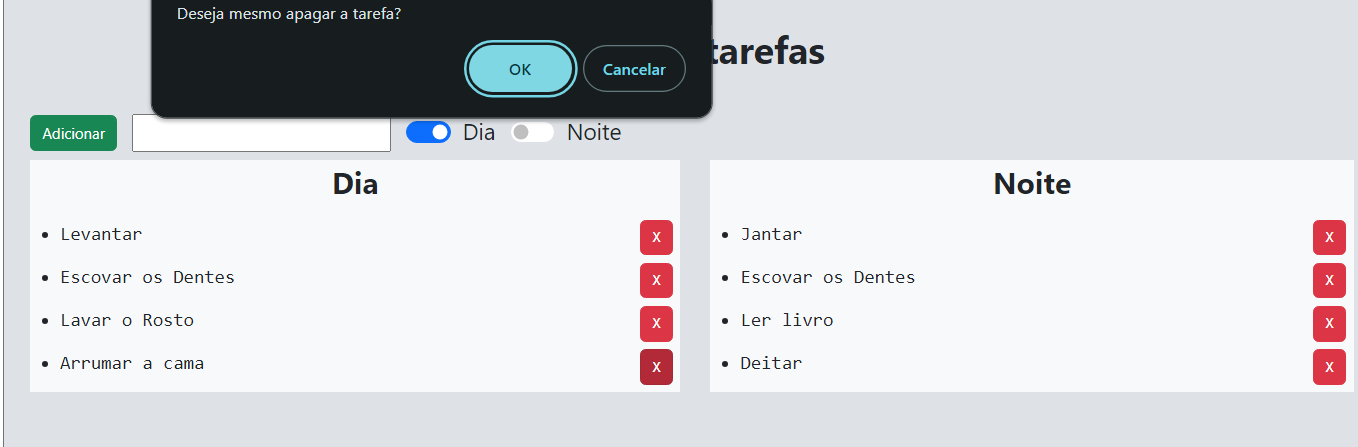 Deseja mesmo apagar a tarefa?
OK Cancelar
tarefas
Adicionar Dia Noite
Dia
Levantar X
Escovar os Dentes X
Lavar o Rosto X
Arrumar a cama X
Noite
Jantar X
Escovar os Dentes X
Ler livro X
Deitar X